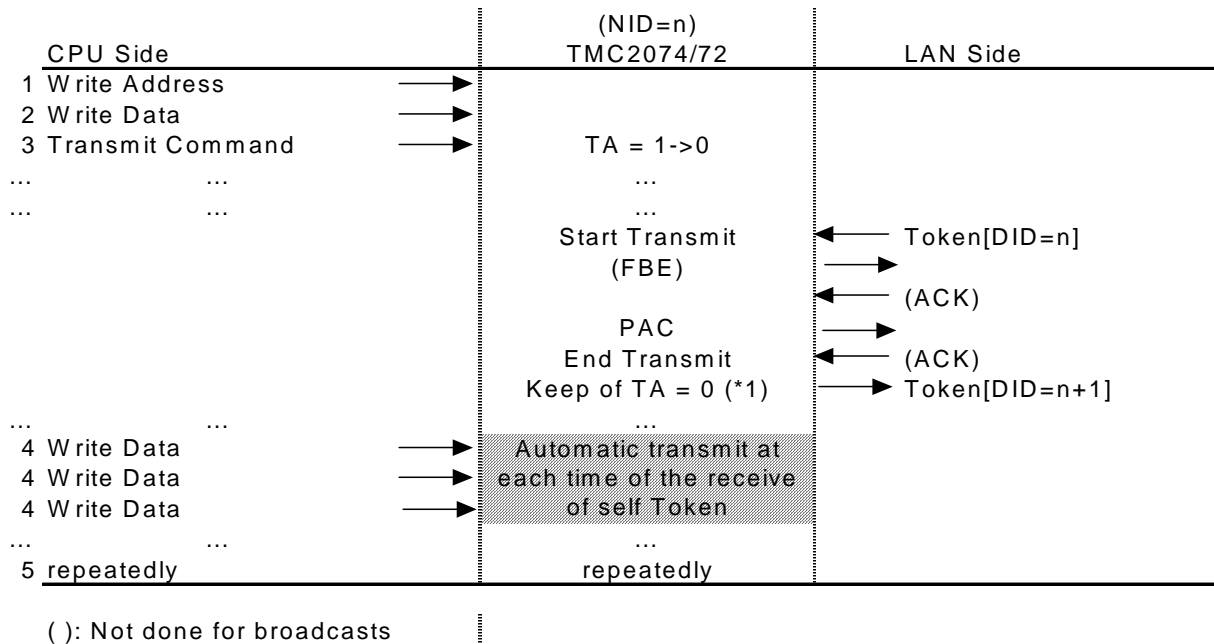 (NID=n)
CPU Side TMC2074/72 LAN Side
1 Write Address
2 Write Data
3 Transmit Command TA = 1->0
... ... ...
... ... ...
Start Transmit Token[DID=n]
(FBE)
(ACK)
PAC
End Transmit (ACK)
Keep of TA = 0 (*1) Token[DID=n+1]
... ... ...
4 Write Data Automatic transmit at
4 Write Data each time of the receive
4 Write Data of self Token
... ... ...
5 repeatedly repeatedly
( ): Not done for broadcasts